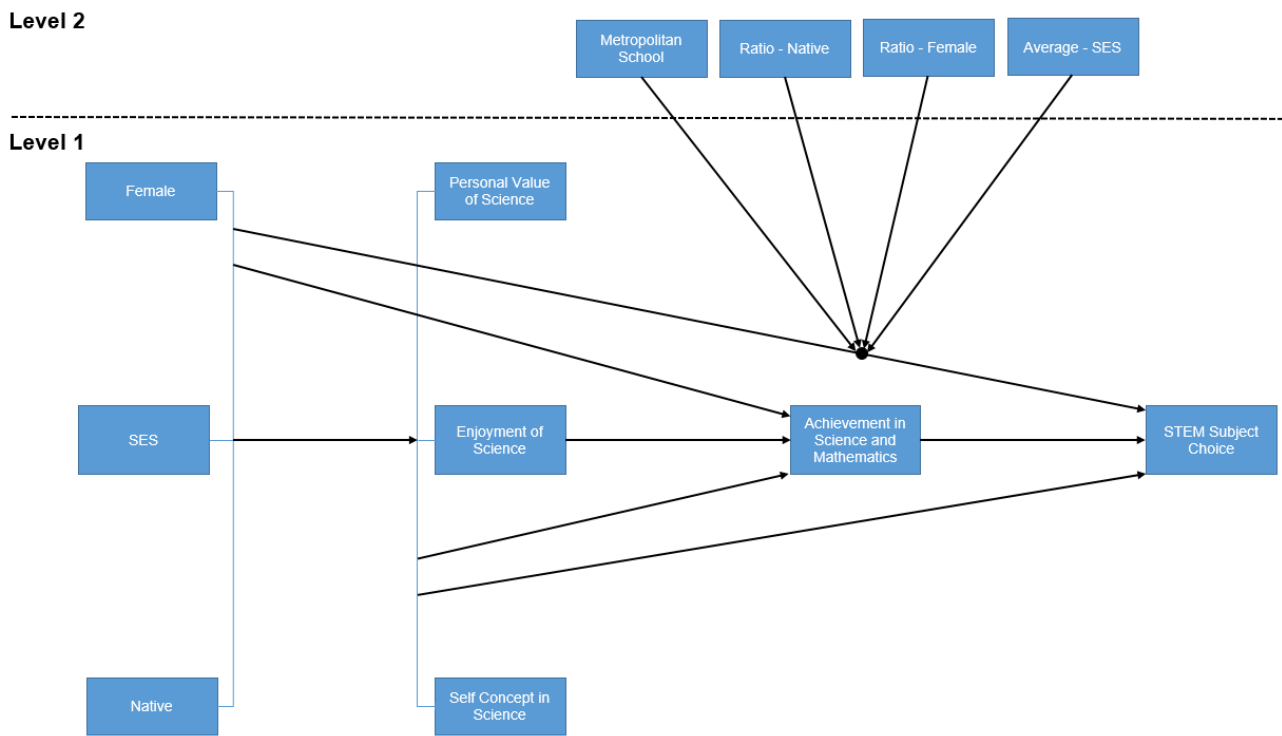 Level 2
Metropolitan
School
Ratio - Native
Ratio - Female
Average - SES
Level 1
Female
Personal Value
of Science
SES
Enjoyment of
Science
Achievement in
Science and
Mathematics
STEM Subject
Choice
Native
Self Concept in
Science